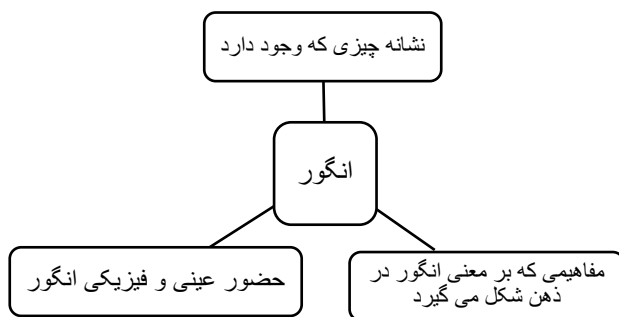 نشانه چیزی که وجود دارد
انگور
حضور عینی و فیزیکی انگور
مفاهیمی که بر معنی انگور در
ذهن شکل می گیرد